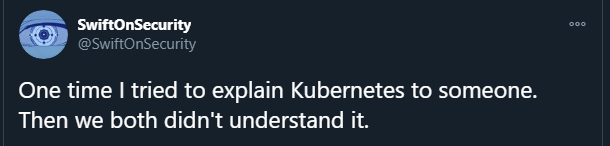 SwiftOnSecurity
@SwiftOnSecurity
One time I tried to explain Kubernetes to someone.
Then we both didn't understand it.